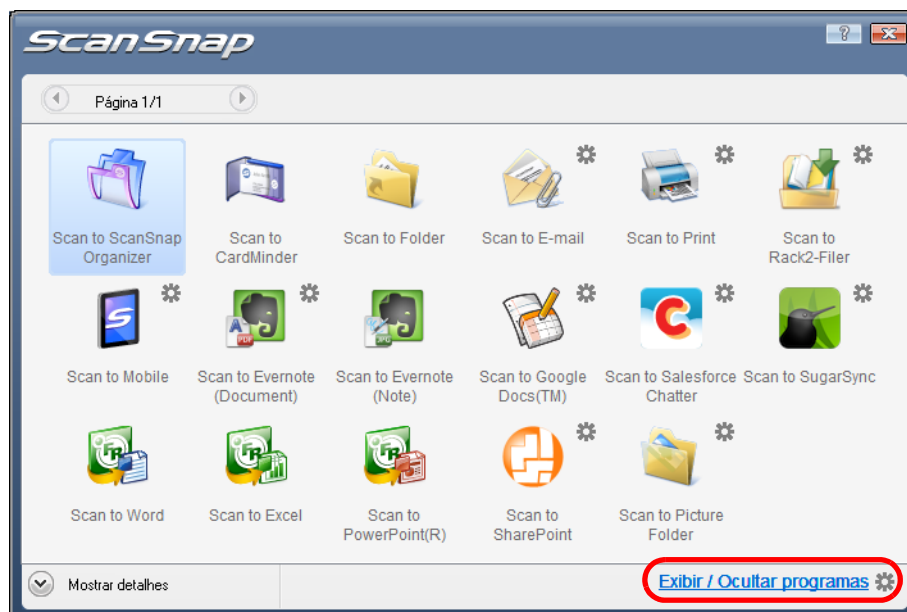 ScanSnap
Página 1/1
Scan to ScanSnap
Organizer
Scan to
CardMinder
Scan to Folder
Scan to E-mail
Scan to Print
Scan to
Rack2-Filer
Scan to Mobile
Scan to Evernote
(Document)
Scan to Evernote
(Note)
Scan to Google
Docs(TM)
Scan to Salesforce
Chatter
Scan to SugarSync
Scan to Word
Scan to Excel
Scan to
PowerPoint(R)
Scan to
SharePoint
Scan to Picture
Folder
Mostrar detalhes
Exibir / Ocultar programas